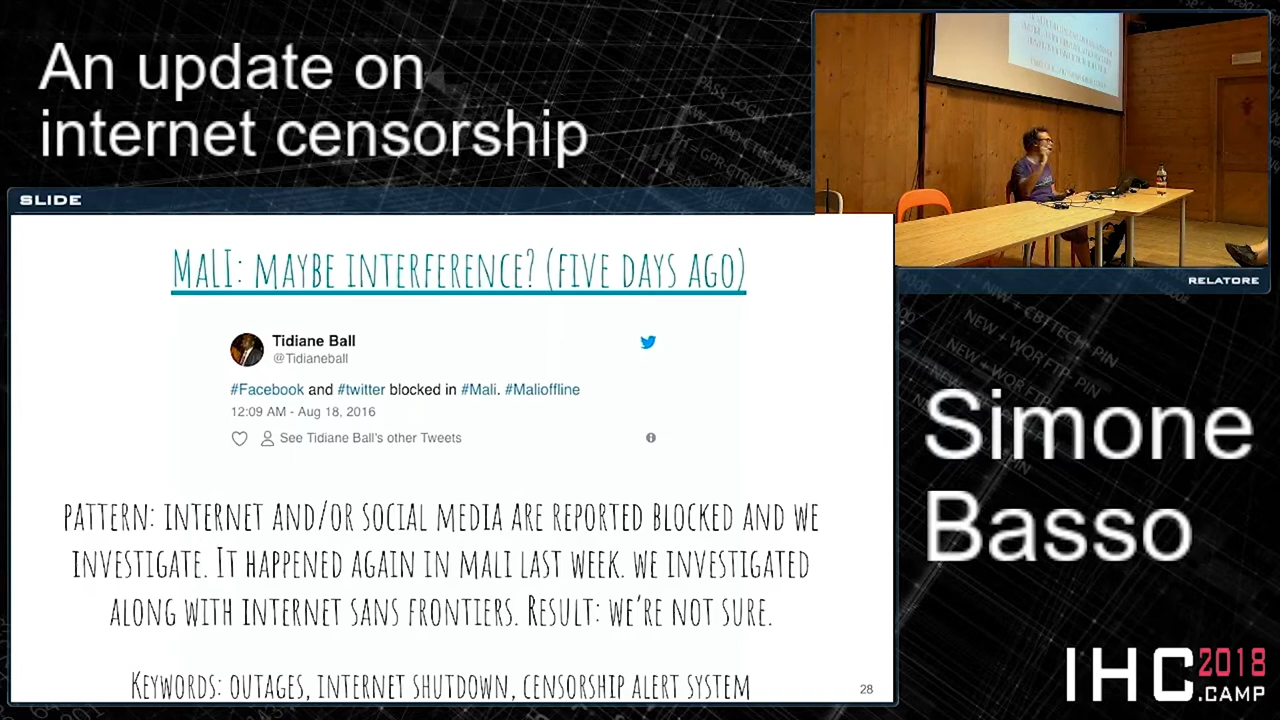 An update on
internet censorship
SLIDE
MALI: MAYBE INTERFERENCE? (FIVE DAYS AGO)
Tidiane Ball
@Tidianeball
#Facebook and #twitter blocked in #Mali. #Malioffline
12:09 AM - Aug 18, 2016
See Tidiane Ball's other Tweets
PATTERN: INTERNET AND/OR SOCIAL MEDIA ARE REPORTED BLOCKED AND WE
INVESTIGATE. IT HAPPENED AGAIN IN MALI LAST WEEK. WE INVESTIGATED
ALONG WITH INTERNET SANS FRONTIERS. RESULT: WE'RE NOT SURE.
KEYWORDS: OUTAGES, INTERNET SHUTDOWN, CENSORSHIP ALERT SYSTEM
28
RELATORE
Simone
Basso
IHC 2018
.CAMP